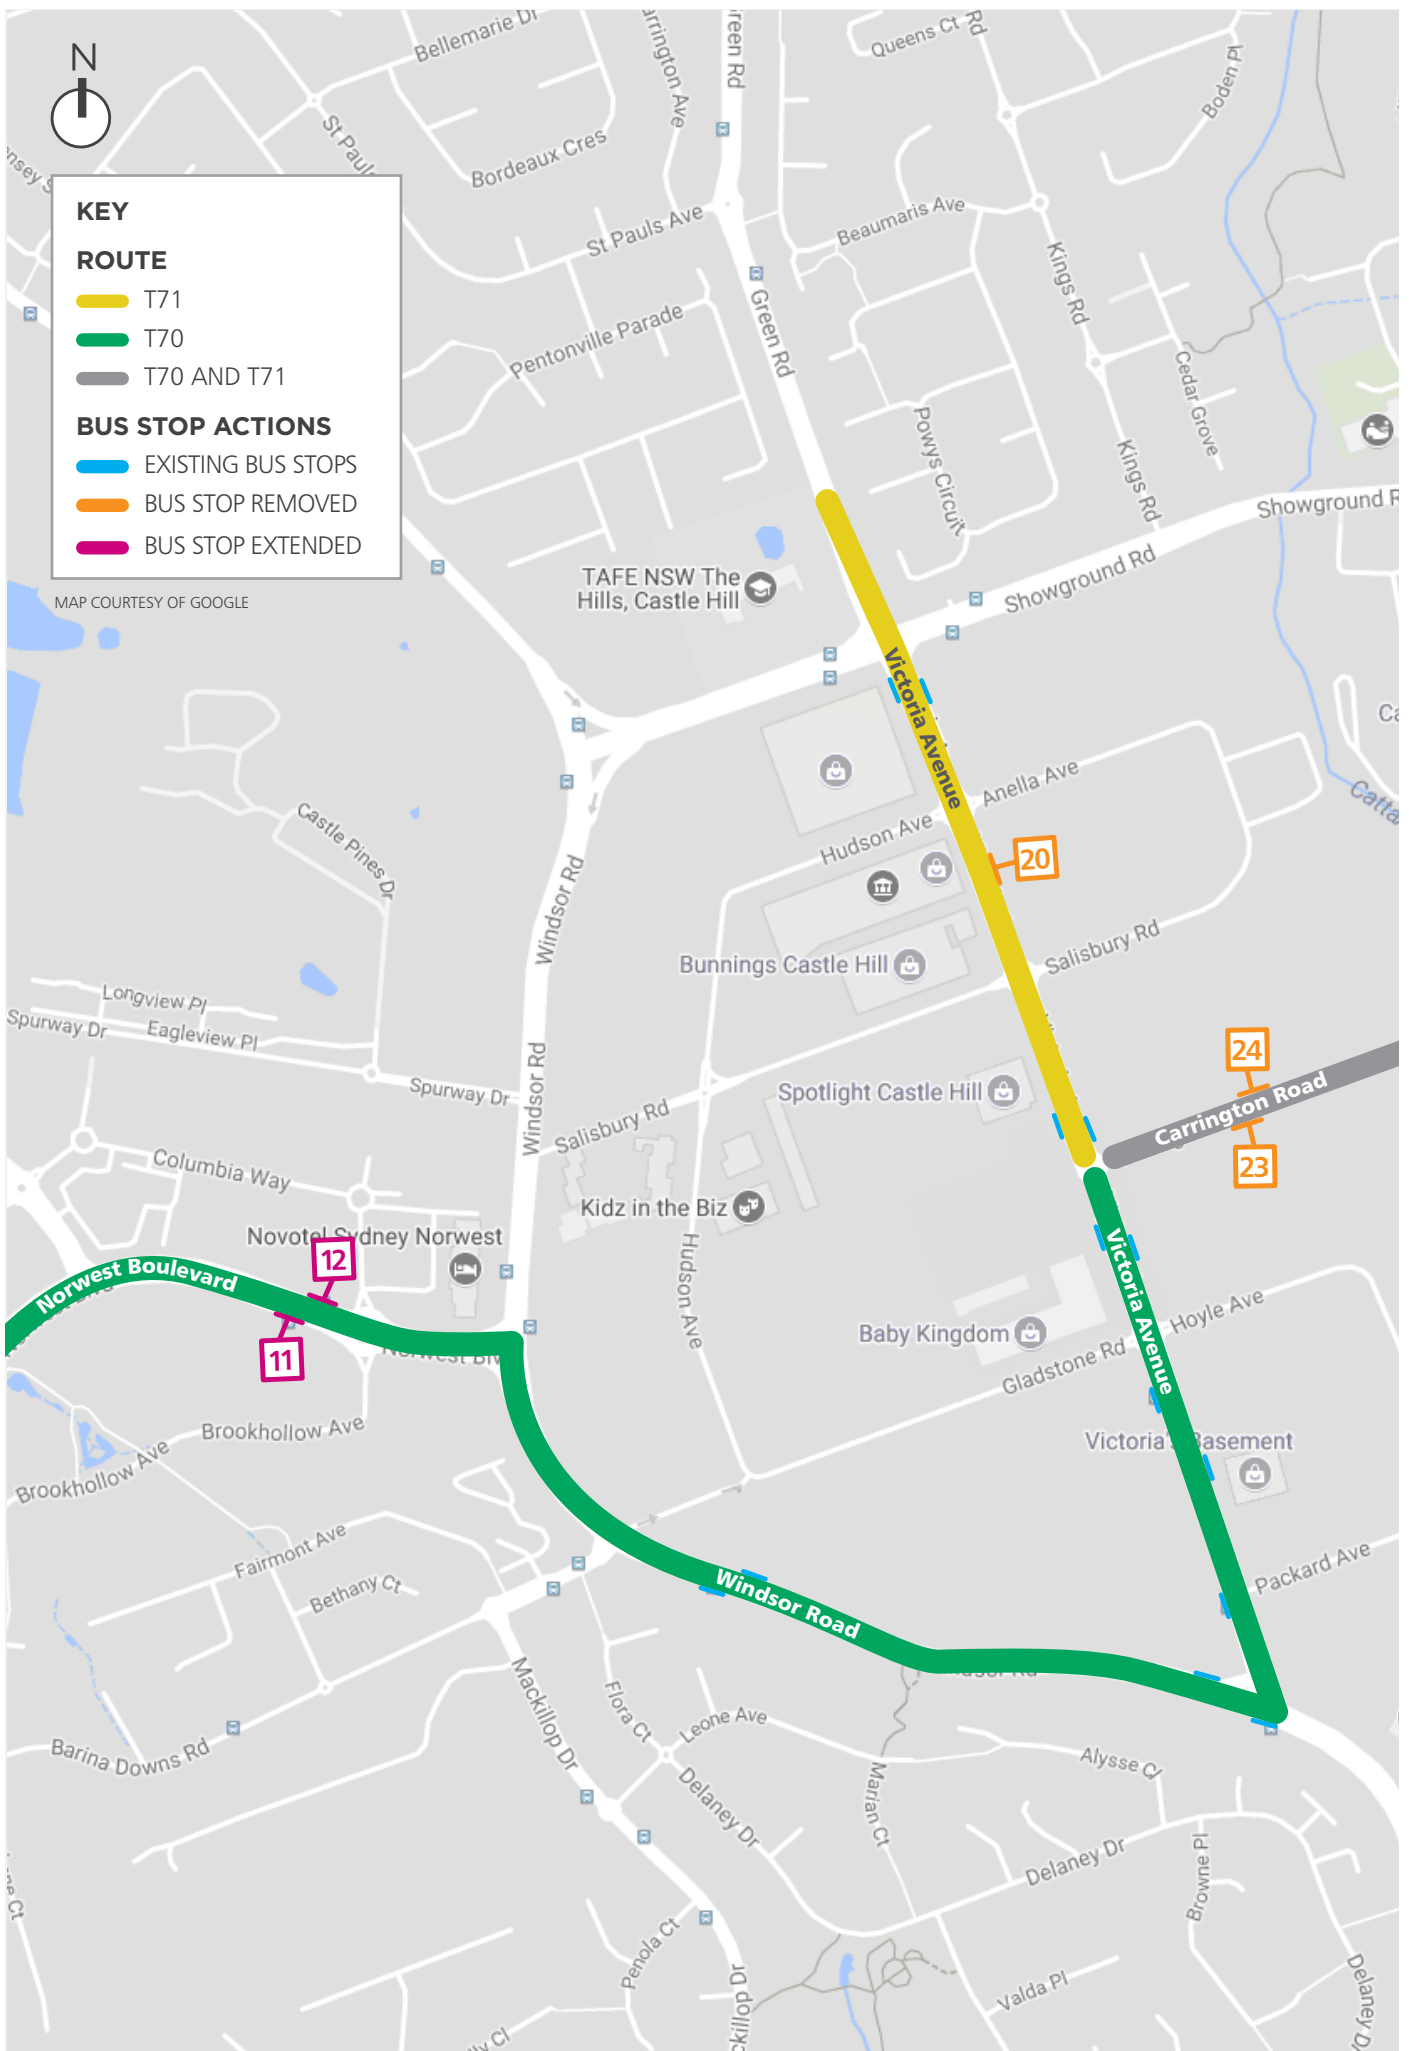 N
KEY
ROUTE
T71
T70
T70 AND T71
BUS STOP ACTIONS
EXISTING BUS STOPS
BUS STOP REMOVED
BUS STOP EXTENDED
MAP COURTESY OF GOOGLE
Bellemarie Dr
Green Rd
Queens Ct
Rd
Boden Pl
Bordeaux Cres
St Pauls Ave
Beaumaris Ave
Kings Rd
Green Rd
Pentonville Parade
Cedar Grove
Powys Circuit
Kings Rd
Showground R
Showground Rd
TAFE NSW The
Hills, Castle Hill
Victoria Avenue
Anella Ave
Hudson Ave
20
Castle Pines Dr
Windsor Rd
Bunnings Castle Hill
Salisbury Rd
Longview Pl
Spurway Dr
Eagleview Pl
Spurway Dr
Windsor Rd
Spotlight Castle Hill
24
Carrington Road
23
Salisbury Rd
Columbia Way
Kidz in the Biz
Novotel Sydney Norwest
12
Norwest Boulevard
11
Norwest Blv
Hudson Ave
Victoria Avenue
Hoyle Ave
Baby Kingdom
Gladstone Rd
Brookhollow Ave
Brookhollow Ave
Victoria's Basement
Fairmont Ave
Bethany Ct
Packard Ave
Windsor Road
Mackillop Dr
Flora Ct
Leone Ave
Barina Downs Rd
Alysse Cl
Delaney Dr
Marian Ct
Delaney Dr
Browne Pl
Penola Ct
Valda Pl
Delaney D
ckillop Dr